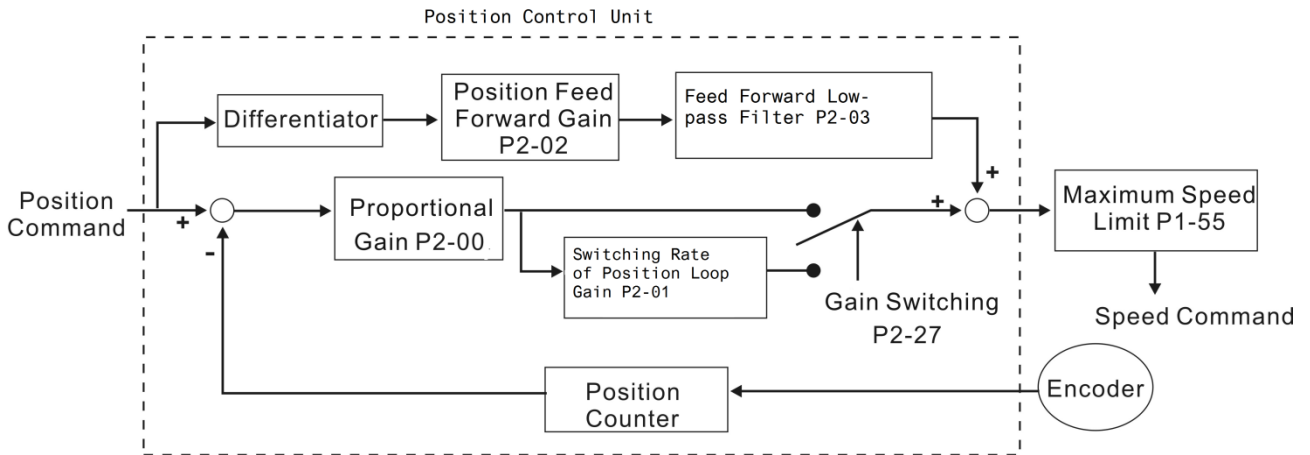 Position Control Unit
Differentiator
Position Feed
Forward Gain
P2-02
Feed Forward Low-
pass Filter P2-03
Position
Command
+
-
Proportional
Gain P2-00
Switching Rate
of Position Loop
Gain P2-01
Gain Switching
P2-27
+
+
Maximum Speed
Limit P1-55
Speed Command
Position
Counter
Encoder